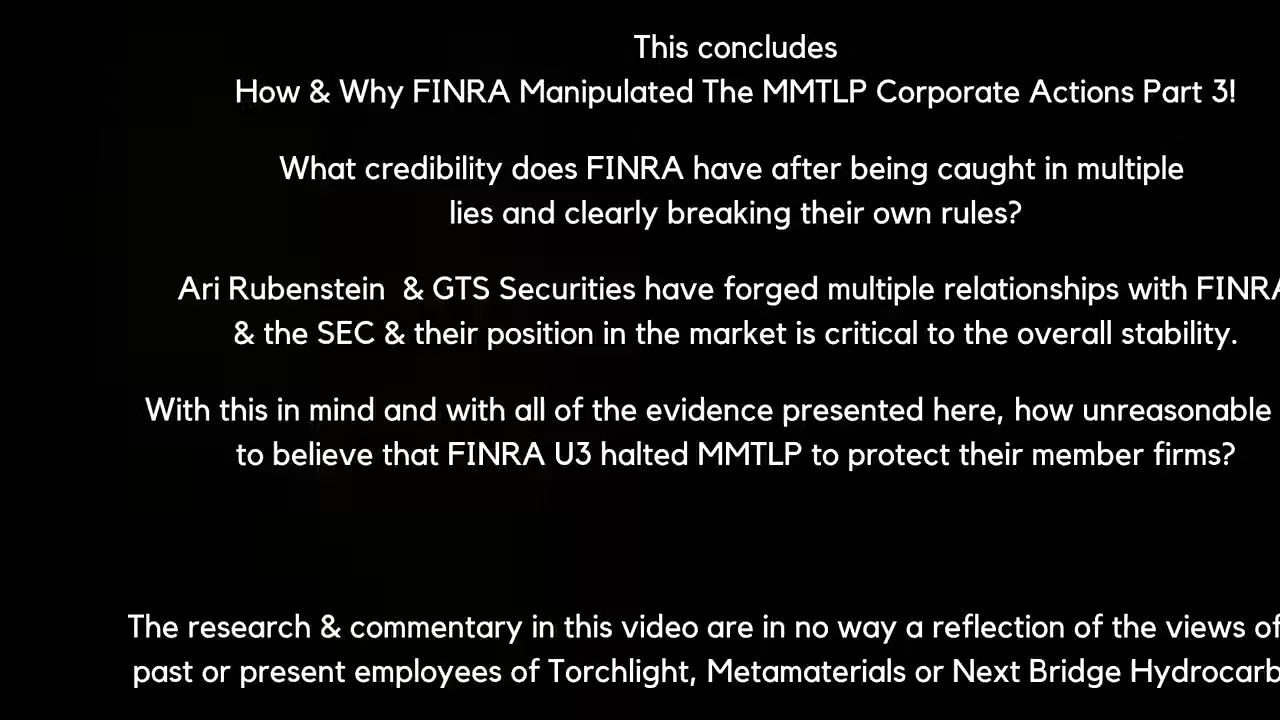 This concludes
How & Why FINRA Manipulated The MMTLP Corporate Actions Part 3!
What credibility does FINRA have after being caught in multiple
lies and clearly breaking their own rules?
Ari Rubenstein & GTS Securities have forged multiple relationships with FINRA
& the SEC & their position in the market is critical to the overall stability.
With this in mind and with all of the evidence presented here, how unreasonable
to believe that FINRA U3 halted MMTLP to protect their member firms?
The research & commentary in this video are in no way a reflection of the views of
past or present employees of Torchlight, Metamaterials or Next Bridge Hydrocarb